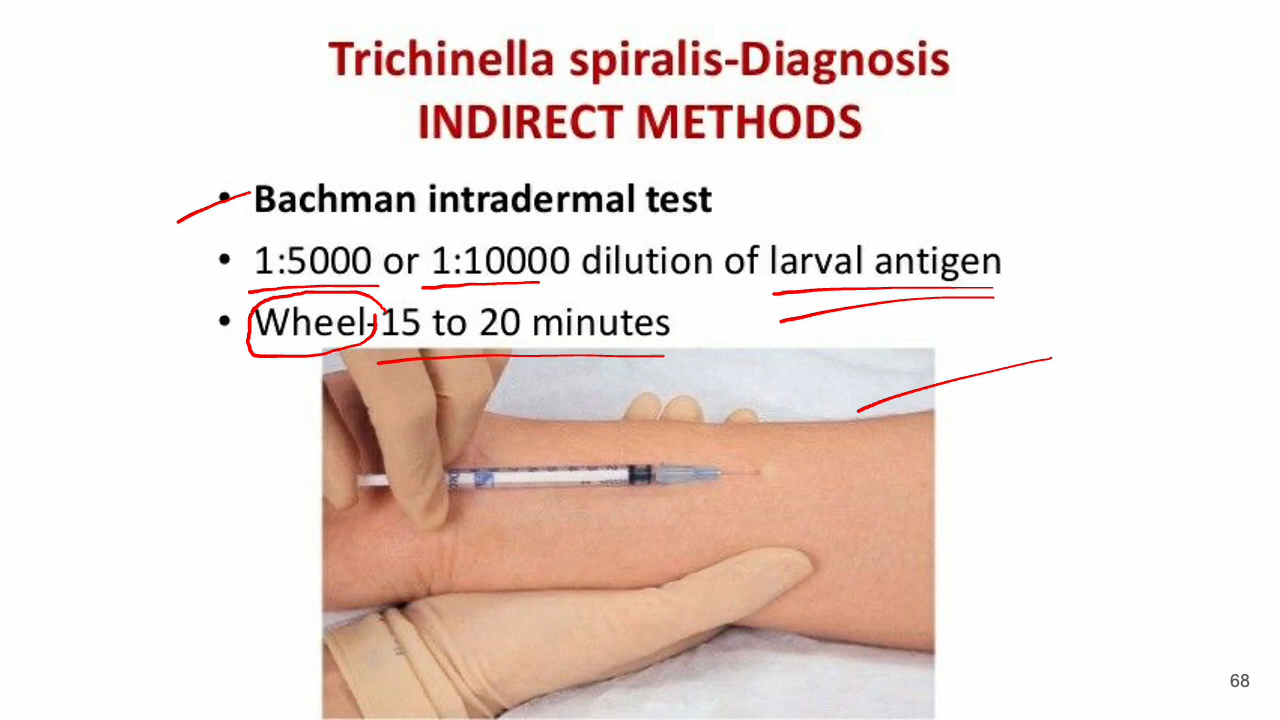 Trichinella spiralis-Diagnosis
INDIRECT METHODS
• Bachman intradermal test
• 1:5000 or 1:10000 dilution of larval antigen
• Wheel-15 to 20 minutes
68